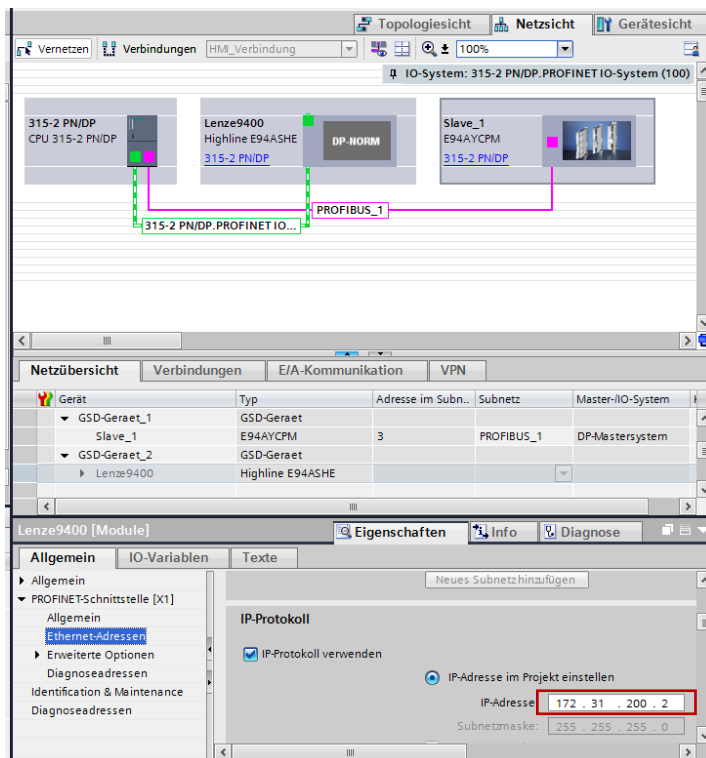 Topologiesicht Netzsicht Gerätesicht
Vernetzen Verbindungen HMI_Verbindung 100%
IO-System: 315-2 PN/DP.PROFINET IO-System (100)
315-2 PN/DP
CPU 315-2 PN/DP
Lenze9400
Highline E94ASHE
315-2 PN/DP
DP-NORM
Slave_1
E94AYCPM
315-2 PN/DP
PROFIBUS_1
315-2 PN/DP.PROFINET IO...
Netzübersicht Verbindungen E/A-Kommunikation VPN
Gerät Typ Adresse im Subn.. Subnetz Master-/IO-System
GSD-Geraet_1 GSD-Geraet
Slave_1 E94AYCPM 3 PROFIBUS_1 DP-Mastersystem
GSD-Geraet_2 GSD-Geraet
Lenze9400 Highline E94ASHE
Lenze9400 [Module] Eigenschaften Info Diagnose
Allgemein IO-Variablen Texte
Allgemein
PROFINET-Schnittstelle [X1]
Allgemein
Ethernet-Adressen
Erweiterte Optionen
Diagnoseadressen
Identification & Maintenance
Diagnoseadressen
Neues Subnetz hinzufügen
IP-Protokoll
IP-Protokoll verwenden
IP-Adresse im Projekt einstellen
IP-Adresse 172 . 31 . 200 . 2
Subnetzmaske: 255 . 255 . 255 . 0